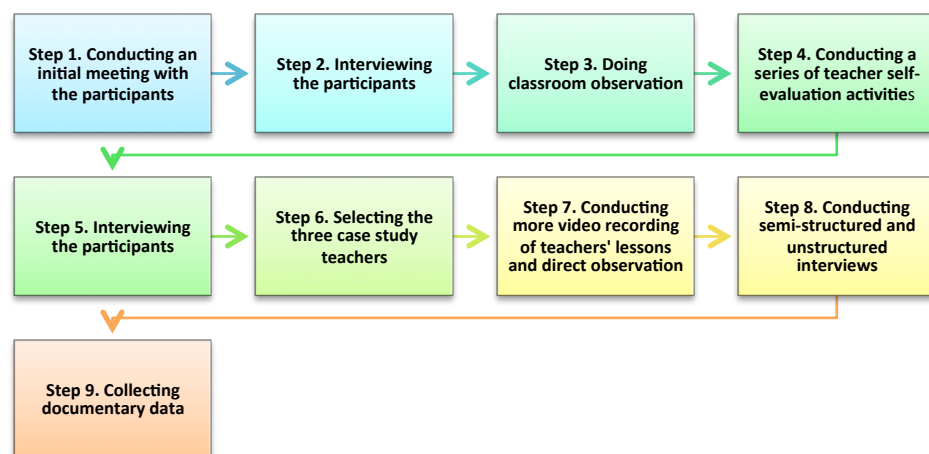 Step 1. Conducting an
initial meeting with
the participants
Step 2. Interviewing
the participants
Step 3. Doing
classroom observation
Step 4. Conducting a
series of teacher self-
evaluation activities
Step 5. Interviewing
the participants
Step 6. Selecting the
three case study
teachers
Step 7. Conducting
more video recording
of teachers' lessons
and direct observation
Step 8. Conducting
semi-structured and
unstructured
interviews
Step 9. Collecting
documentary data